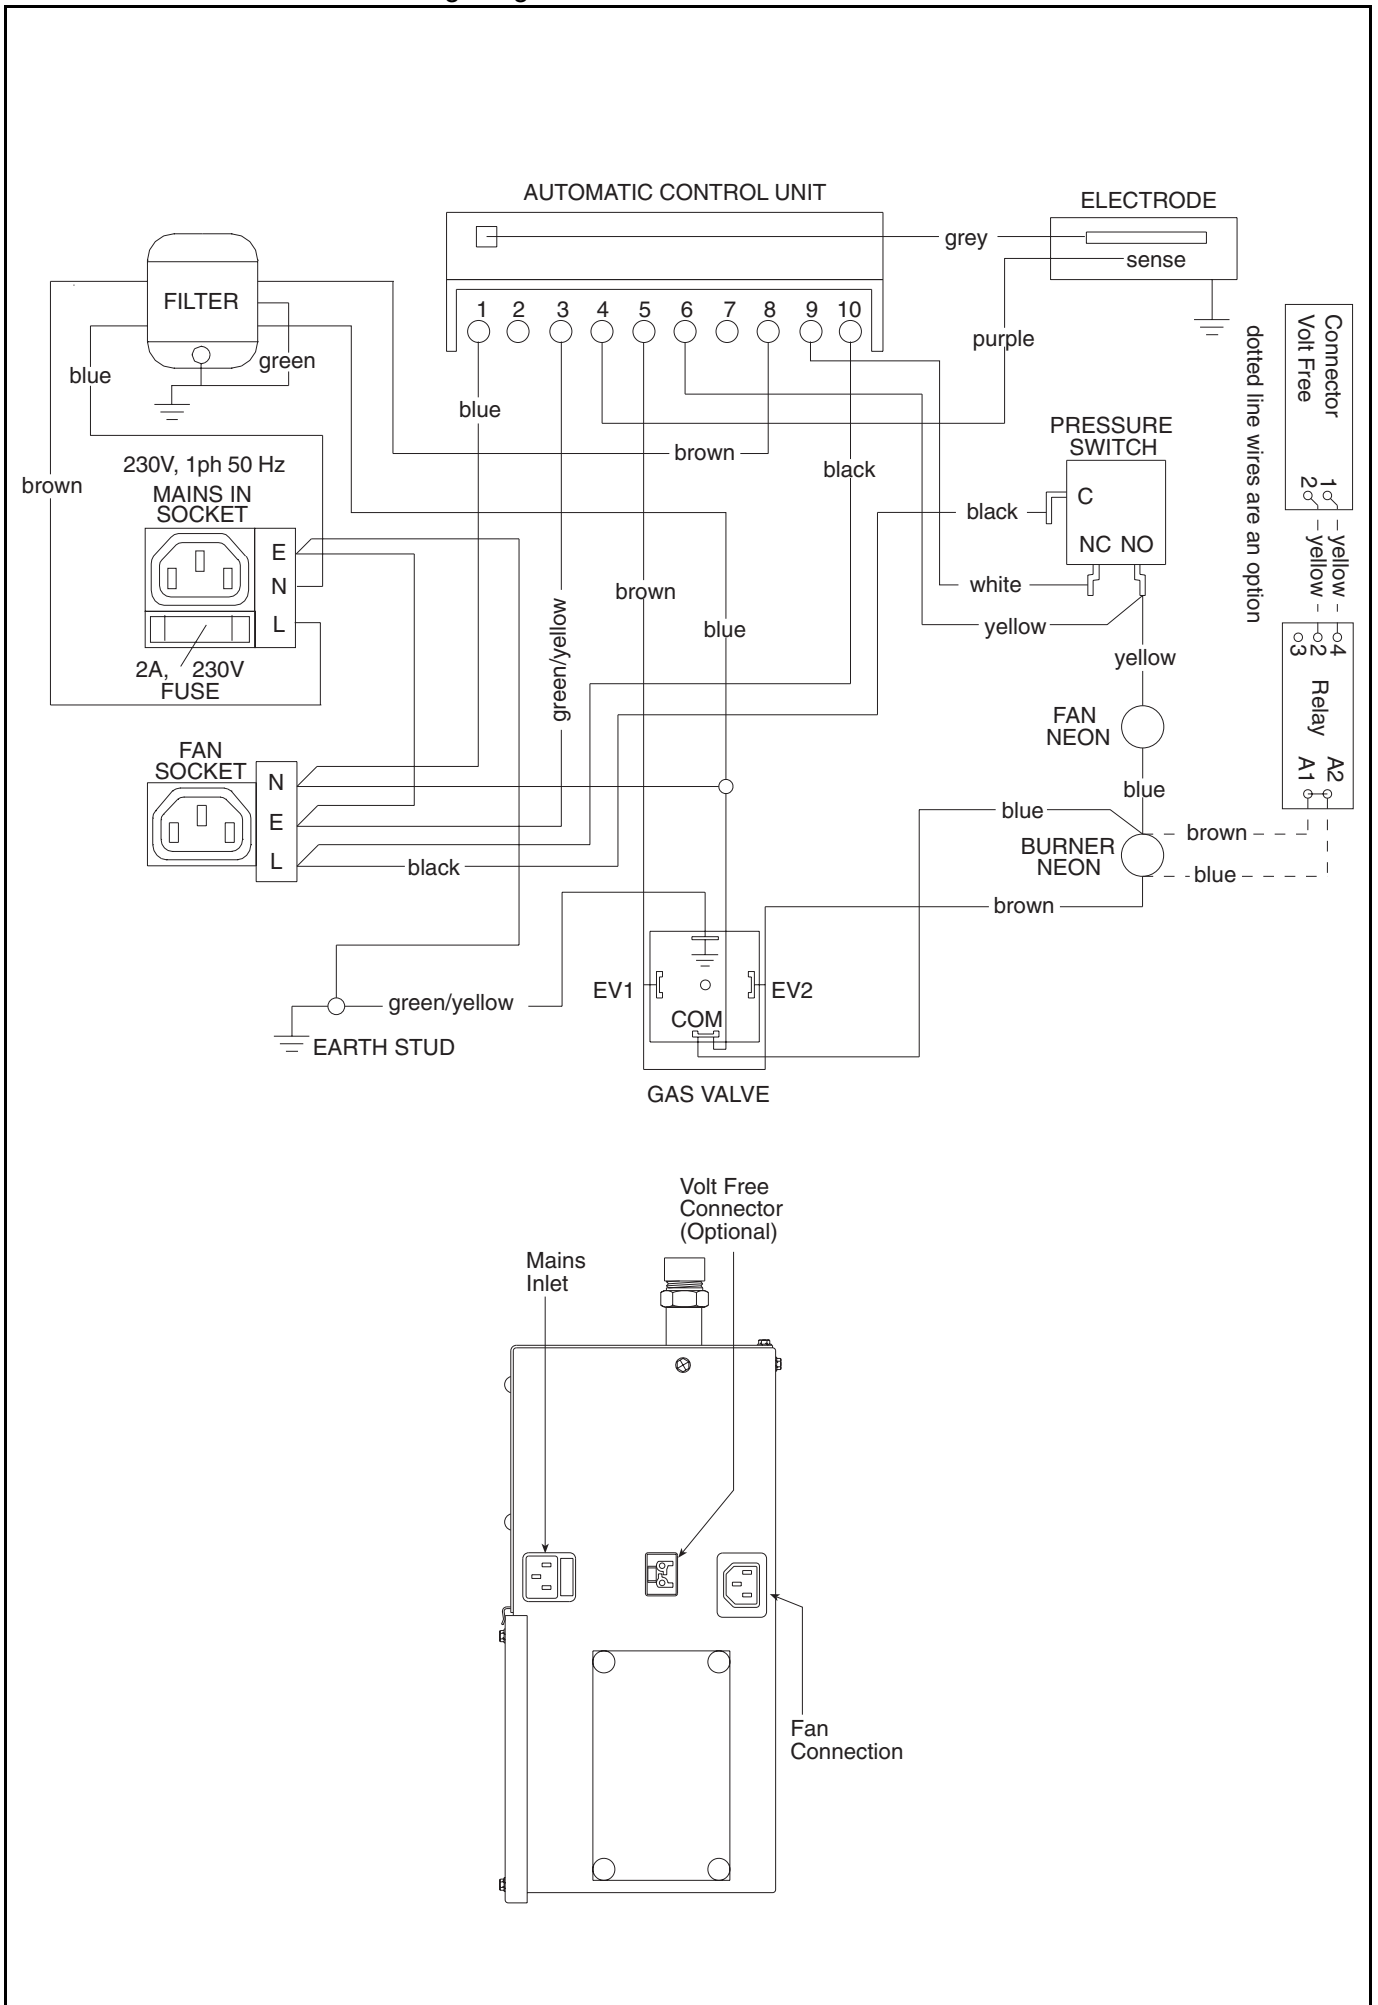 AUTOMATIC CONTROL UNIT
ELECTRODE
grey
sense
FILTER
1 2 3 4 5 6 7 8 9 10
green
purple
blue
blue
Connector
Volt Free
1
2
dotted line wires are an option
PRESSURE
SWITCH
brown
black
230V, 1ph 50 Hz
brown
MAINS IN
SOCKET
C
black
NC NO
E
N
L
white
brown
yellow
yellow
yellow
blue
green/yellow
2A, 230V
FUSE
yellow
4
2
3
Relay
A2
A1
FAN
NEON
FAN
SOCKET
N
E
L
blue
blue
brown
BURNER
NEON
black
blue
brown
EV1
EV2
COM
green/yellow
EARTH STUD
GAS VALVE
Volt Free
Connector
(Optional)
Mains
Inlet
Fan
Connection